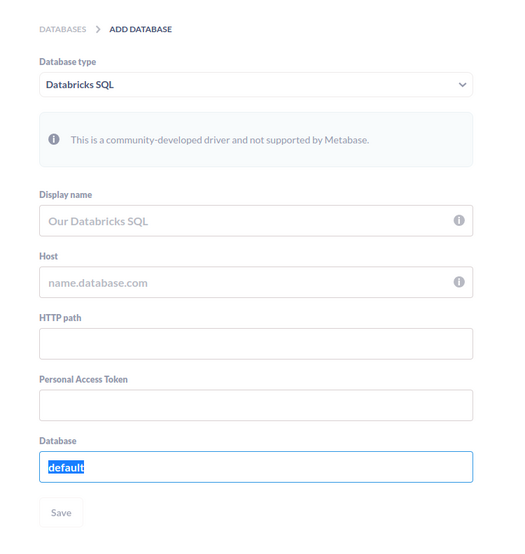 DATABASES > ADD DATABASE
Database type
Databricks SQL
This is a community-developed driver and not supported by Metabase.
Display name
Our Databricks SQL
Host
name.database.com
HTTP path
Personal Access Token
Database
default
Save